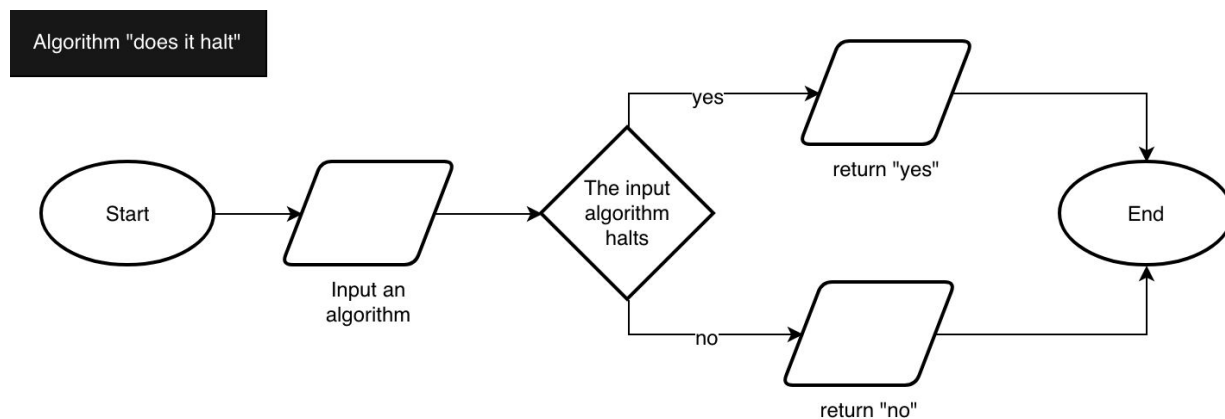 Algorithm "does it halt"
Start
Input an
algorithm
The input
algorithm
halts
yes
return "yes"
no
return "no"
End